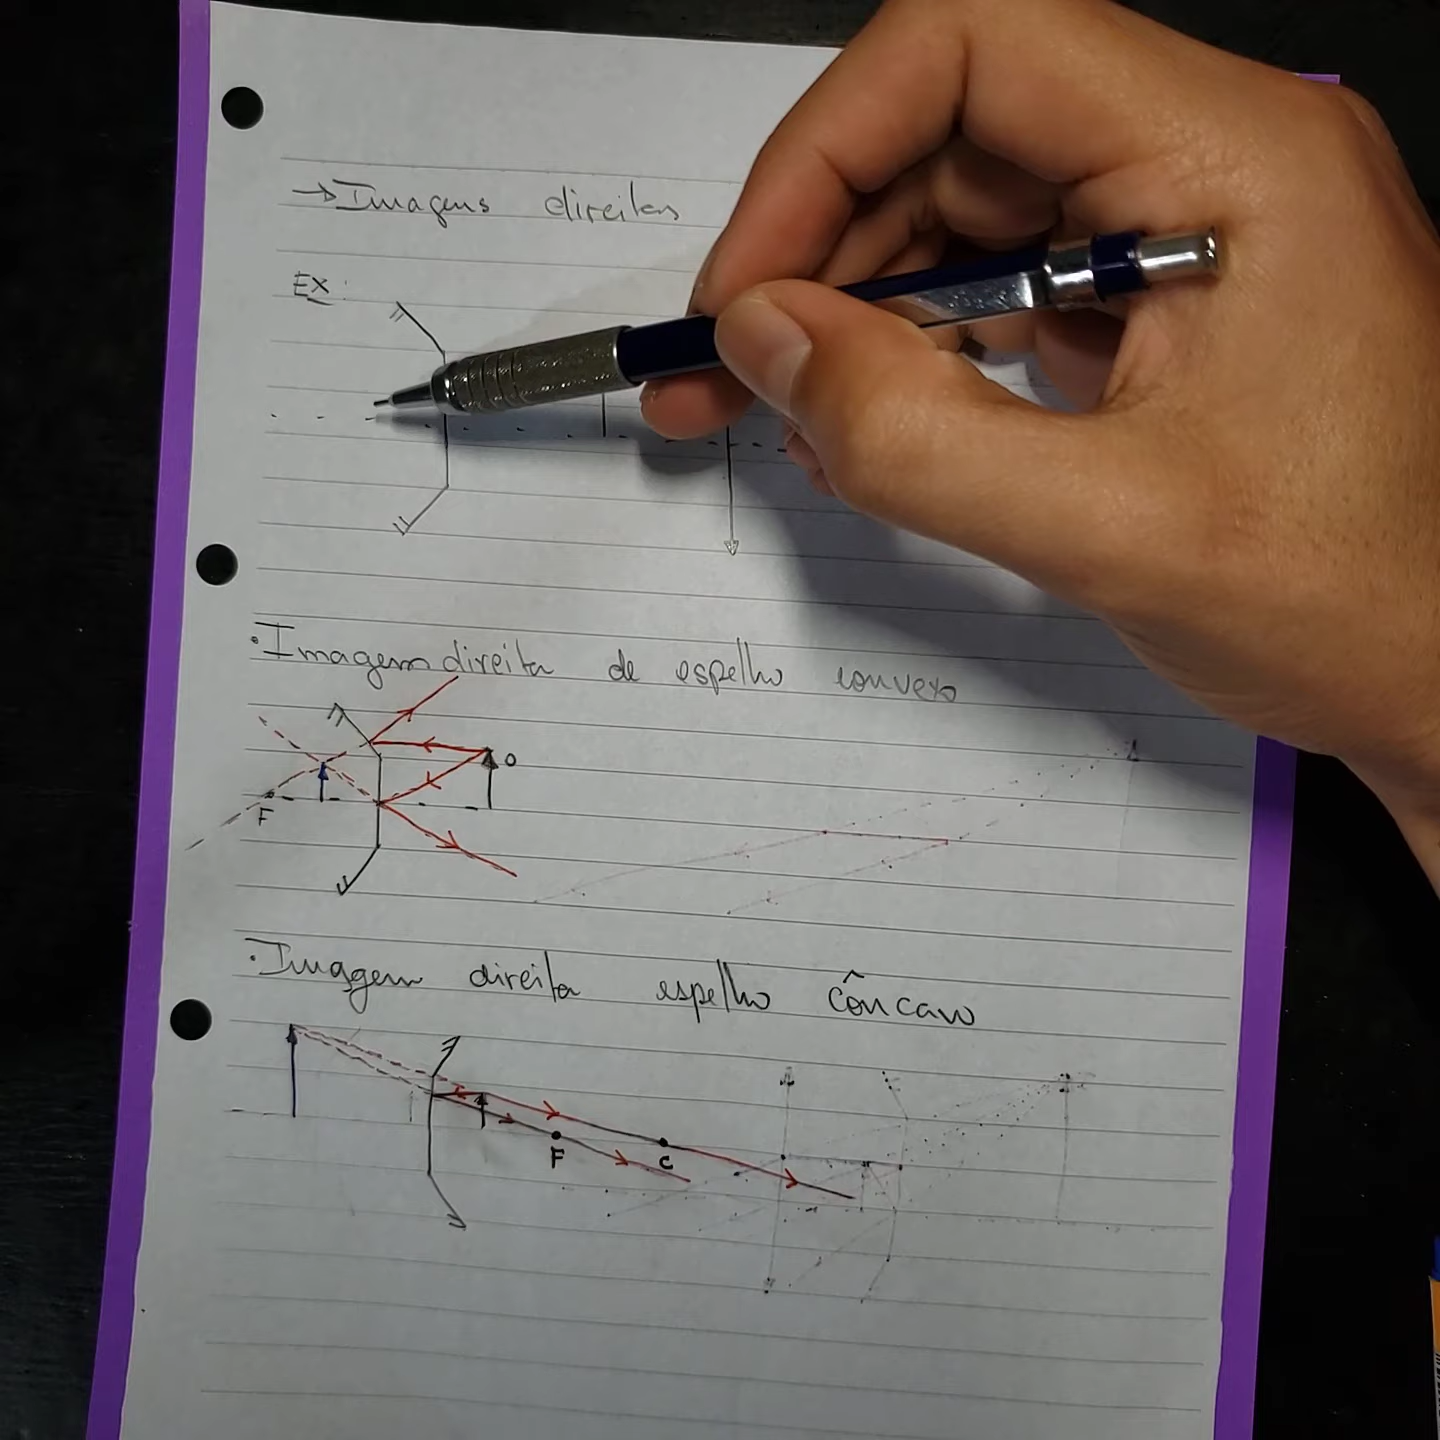 → Imagens direitas
Ex:
· Imagem direita de espelho convexo
O
F
· Imagem direita espelho côncavo
F
C